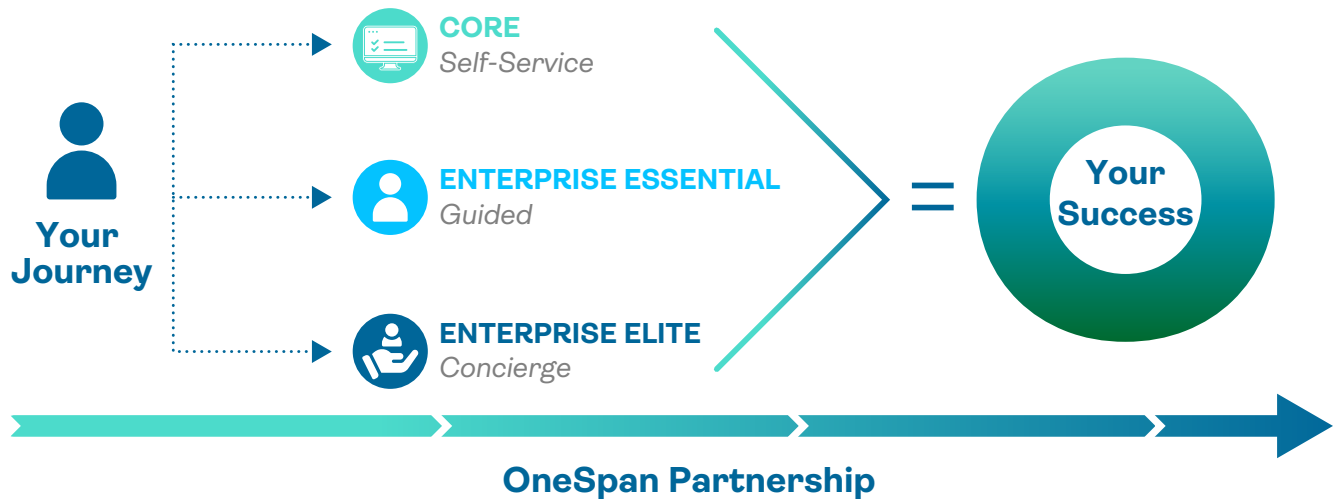 Your
Journey
CORE
Self-Service
ENTERPRISE ESSENTIAL
Guided
ENTERPRISE ELITE
Concierge
=
Your
Success
OneSpan Partnership